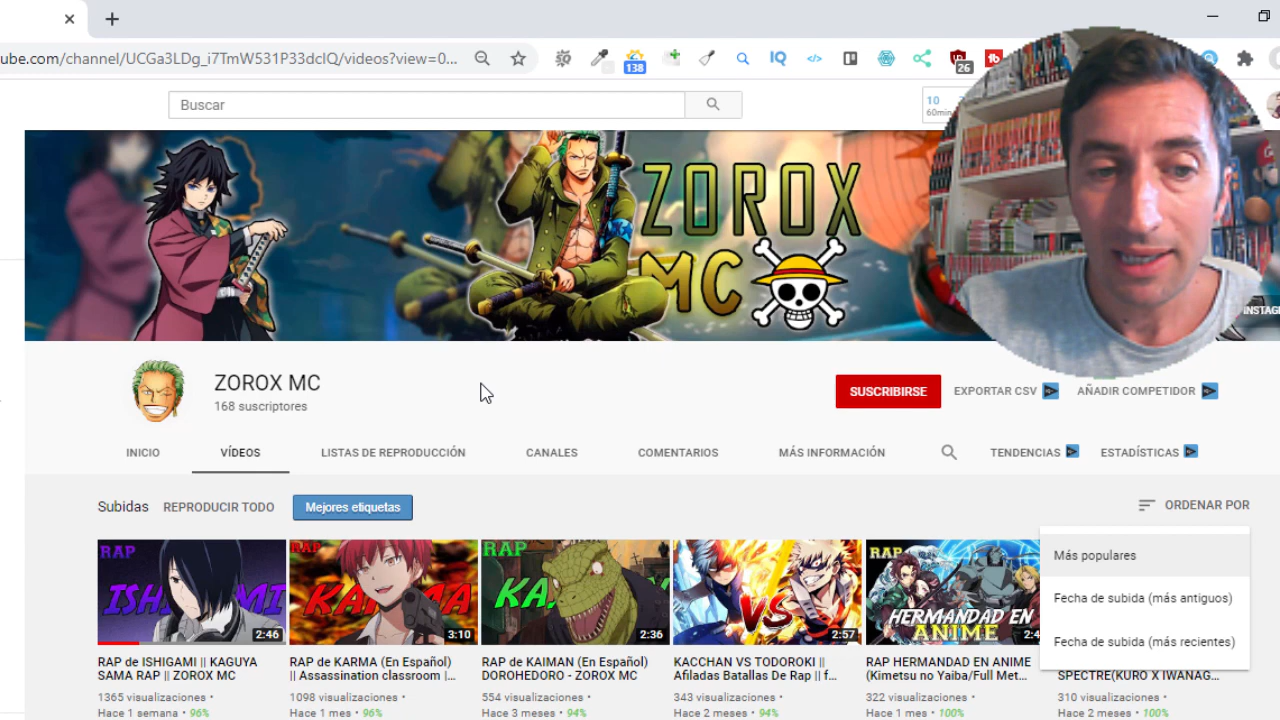 ube.com/channel/UCGa3LDg_i7TmW531P33dcIQ/videos?view=0...
138
IQ
26
Buscar
10
60min
ZOROX
MC
INSTAG
ZOROX MC
168 suscriptores
SUSCRIBIRSE
EXPORTAR CSV
AÑADIR COMPETIDOR
INICIO
VÍDEOS
LISTAS DE REPRODUCCIÓN
CANALES
COMENTARIOS
MÁS INFORMACIÓN
TENDENCIAS
ESTADÍSTICAS
Subidas
REPRODUCIR TODO
Mejores etiquetas
ORDENAR POR
Más populares
Fecha de subida (más antiguos)
Fecha de subida (más recientes)
RAP
2:46
RAP de ISHIGAMI || KAGUYA
SAMA RAP || ZOROX MC
1365 visualizaciones •
Hace 1 semana • 96%
RAP
3:10
RAP de KARMA (En Español)
|| Assassination classroom |...
1098 visualizaciones •
Hace 1 mes • 96%
RAP
2:36
RAP de KAIMAN (En Español)
DOROHEDORO - ZOROX MC
554 visualizaciones •
Hace 3 meses • 94%
VS
2:57
KACCHAN VS TODOROKI ||
Afiladas Batallas De Rap || f...
343 visualizaciones •
Hace 2 meses • 94%
RAP
HERMANDAD EN
ANIME
2:4
RAP HERMANDAD EN ANIME
(Kimetsu no Yaiba/Full Met...
322 visualizaciones •
Hace 1 mes • 100%
SPECTRE(KURO X IWANAG...
310 visualizaciones •
Hace 2 meses • 100%